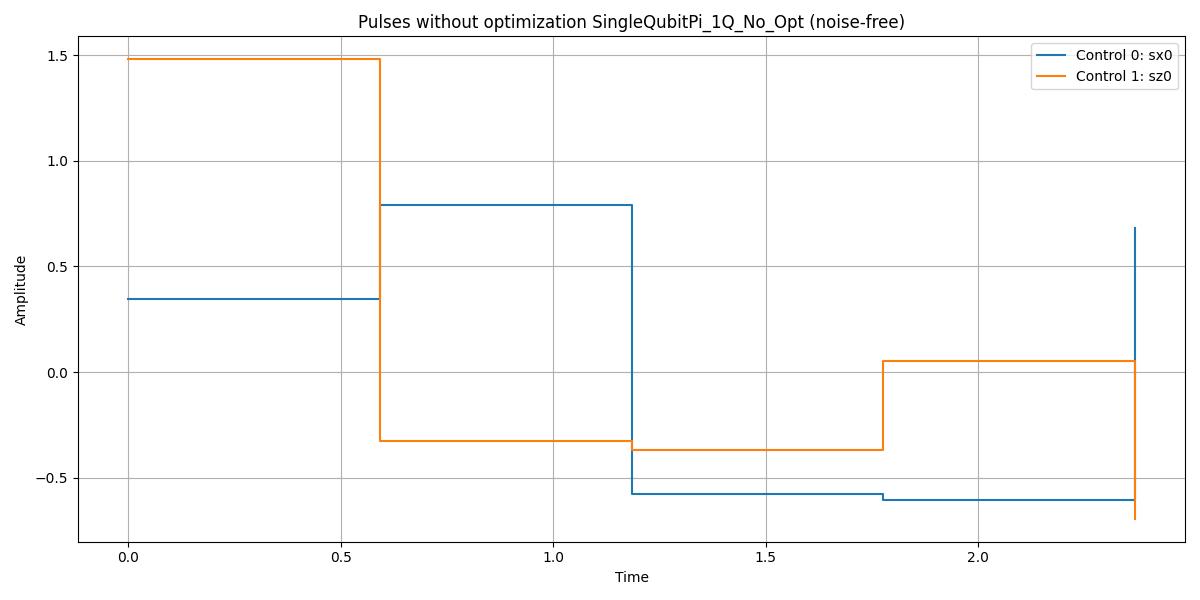 Pulses without optimization SingleQubitPi_1Q_No_Opt (noise-free)
Control 0: sx0
Control 1: sz0
Amplitude
1.5
1.0
0.5
0.0
−0.5
0.0 0.5 1.0 1.5 2.0
Time